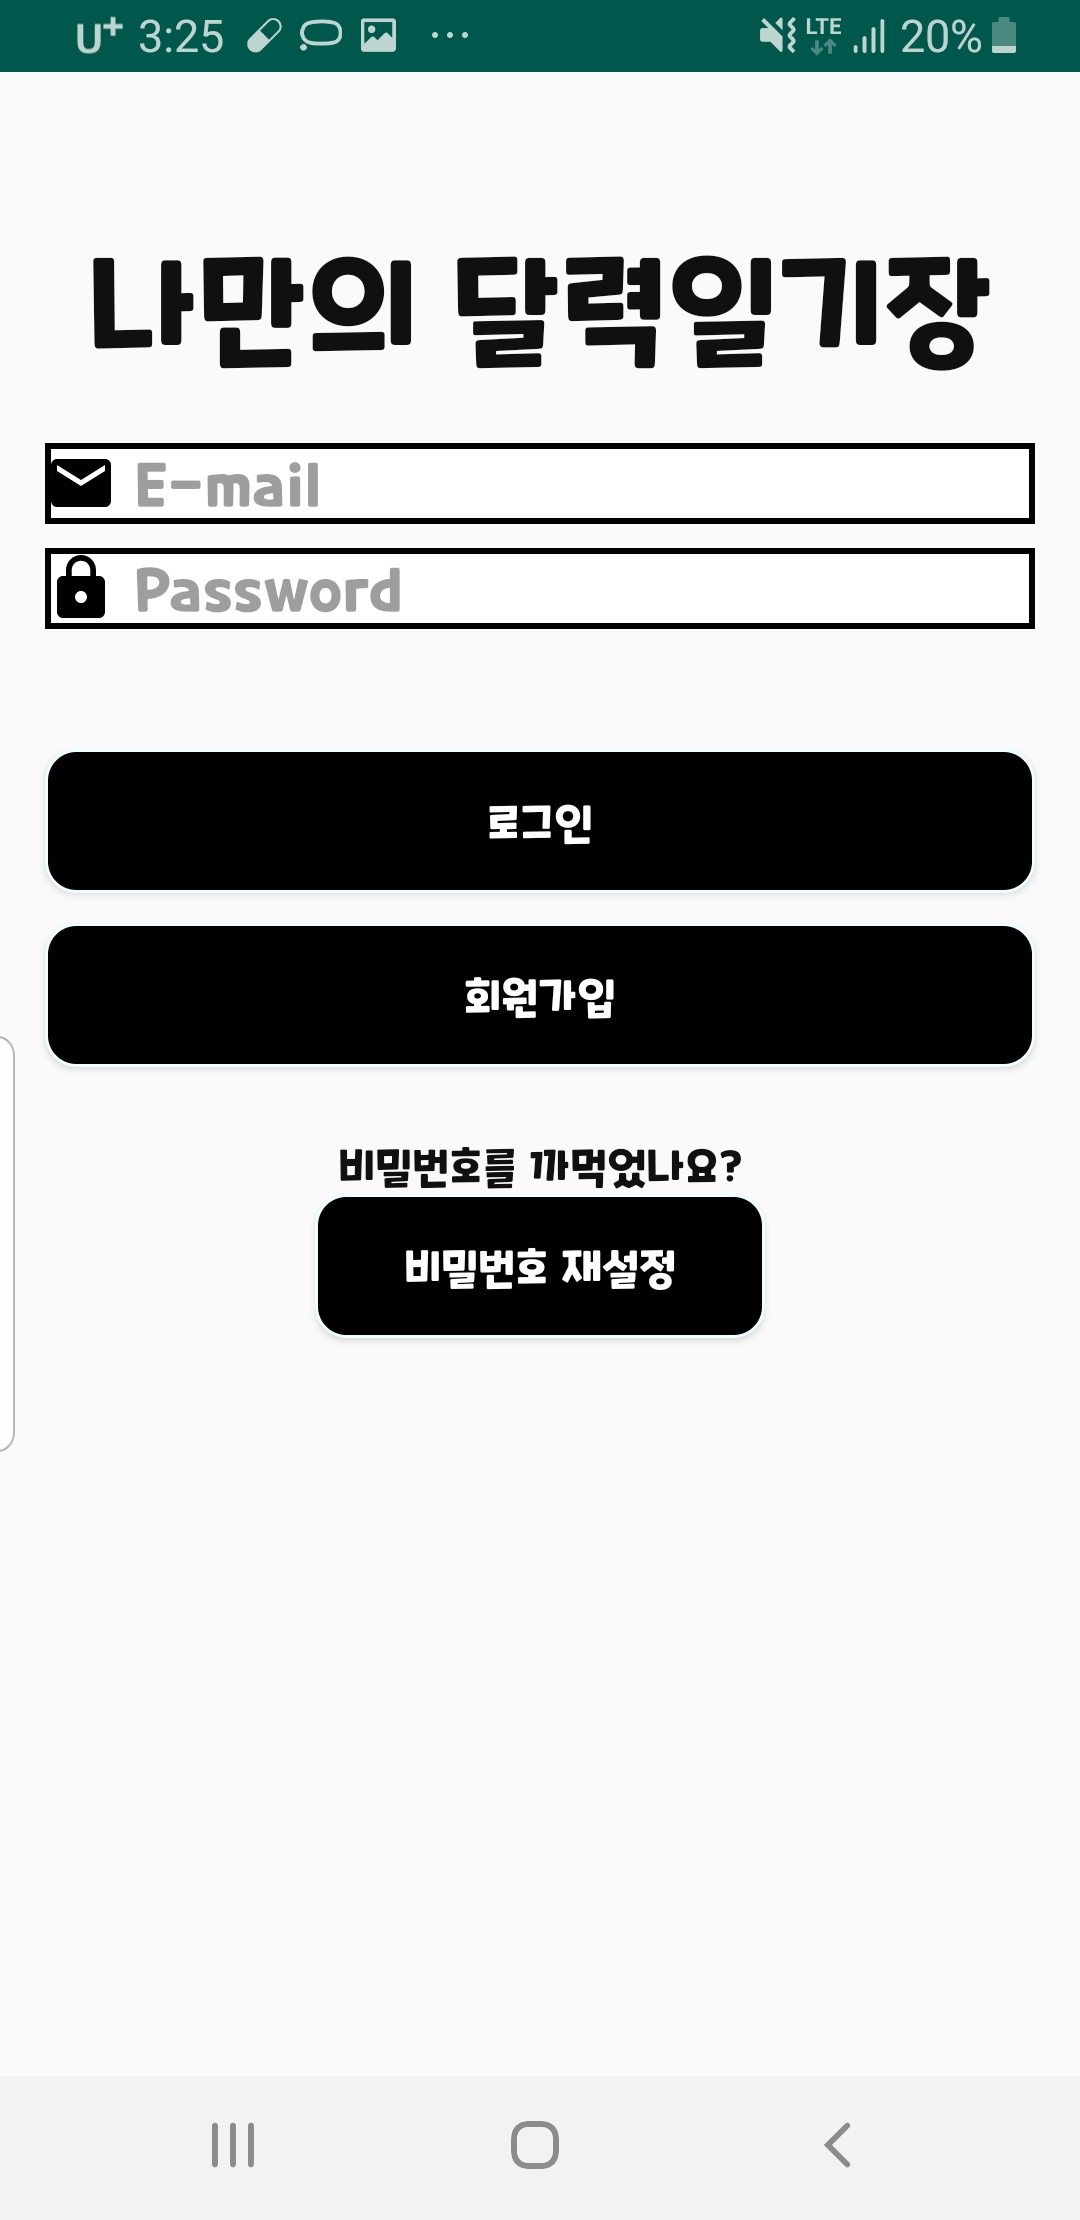 U+ 3:25 LTE 20%
나만의 달력일기장
E-mail
Password
로그인
회원가입
비밀번호를 까먹었나요?
비밀번호 재설정